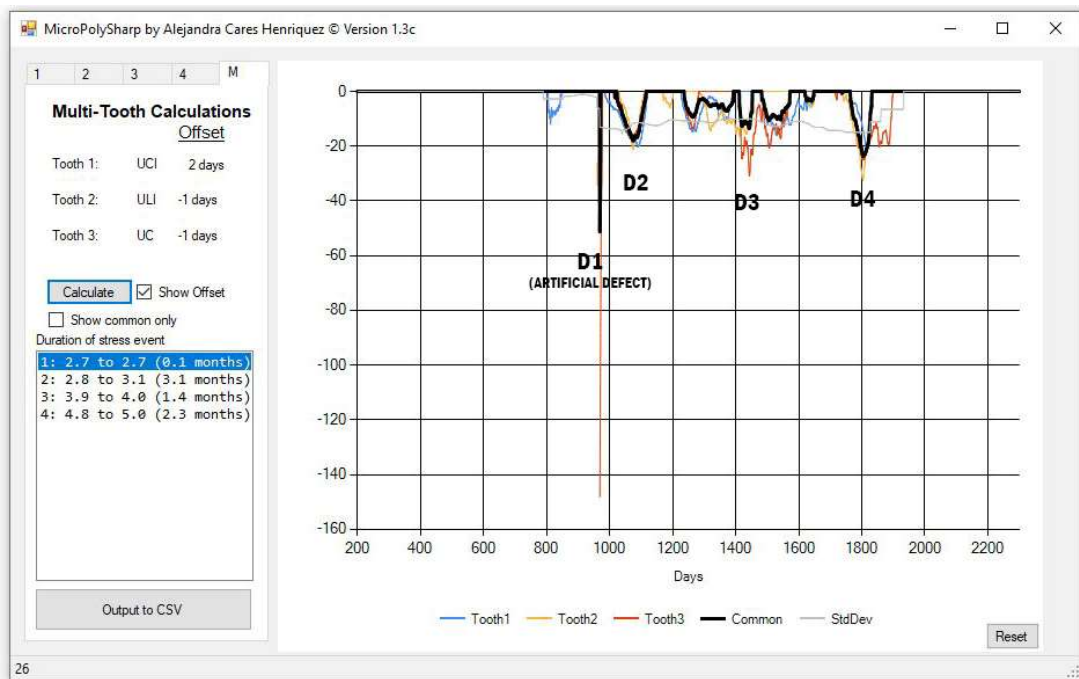 MicroPolySharp by Alejandra Cares Henriquez © Version 1.3c
1 2 3 4 M
Multi-Tooth Calculations
Offset
Tooth 1: UCI 2 days
Tooth 2: ULI -1 days
Tooth 3: UC -1 days
Calculate Show Offset
Show common only
Duration of stress event
1: 2.7 to 2.7 (0.1 months)
2: 2.8 to 3.1 (3.1 months)
3: 3.9 to 4.0 (1.4 months)
4: 4.8 to 5.0 (2.3 months)
Output to CSV
0
-20
-40
-60
-80
-100
-120
-140
-160
D2
D3
D4
D1
(ARTIFICIAL DEFECT)
200 400 600 800 1000 1200 1400 1600 1800 2000 2200
Days
Tooth1 Tooth2 Tooth3 Common StdDev
Reset
26